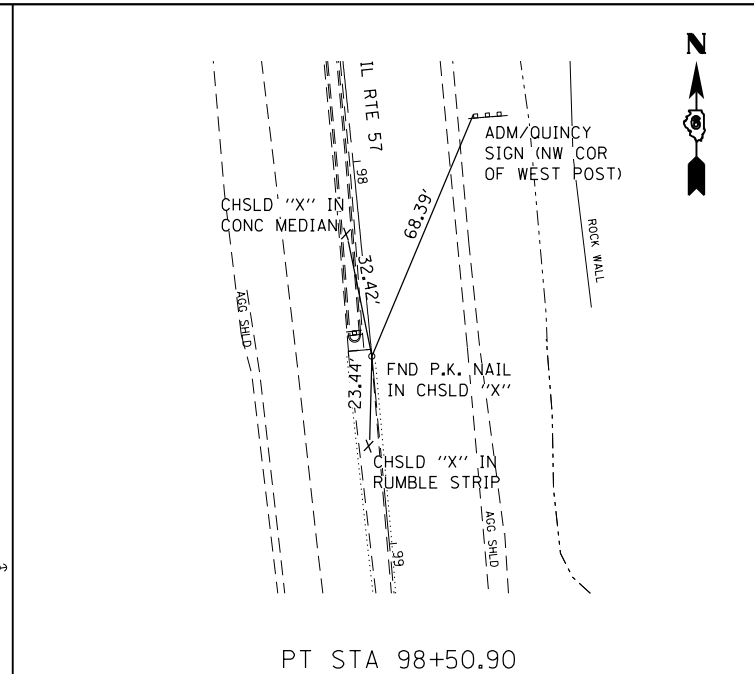 N
IL RTE 57
6
98
ADM/QUINCY
SIGN (NW COR
OF WEST POST)
CHSLD "X" IN
CONC MEDIAN
X
68.39'
32.42'
ROCK WALL
AGG SHLD
FND P.K. NAIL
IN CHSLD "X"
23.44'
X
CHSLD "X" IN
RUMBLE STRIP
AGG SHLD
99
PT STA 98+50.90